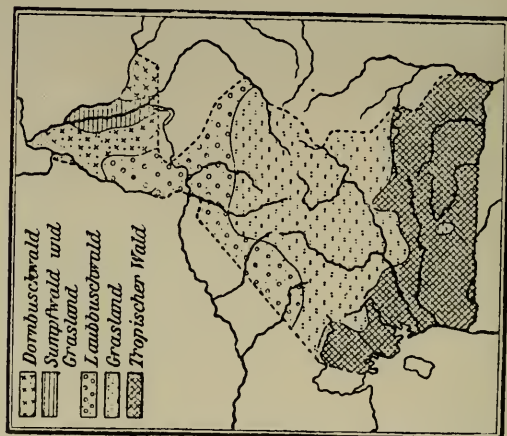 Dornbuschwald
Sumpfwald und
Grasland
Laubbuschwald
Grasland
Tropischer Wald